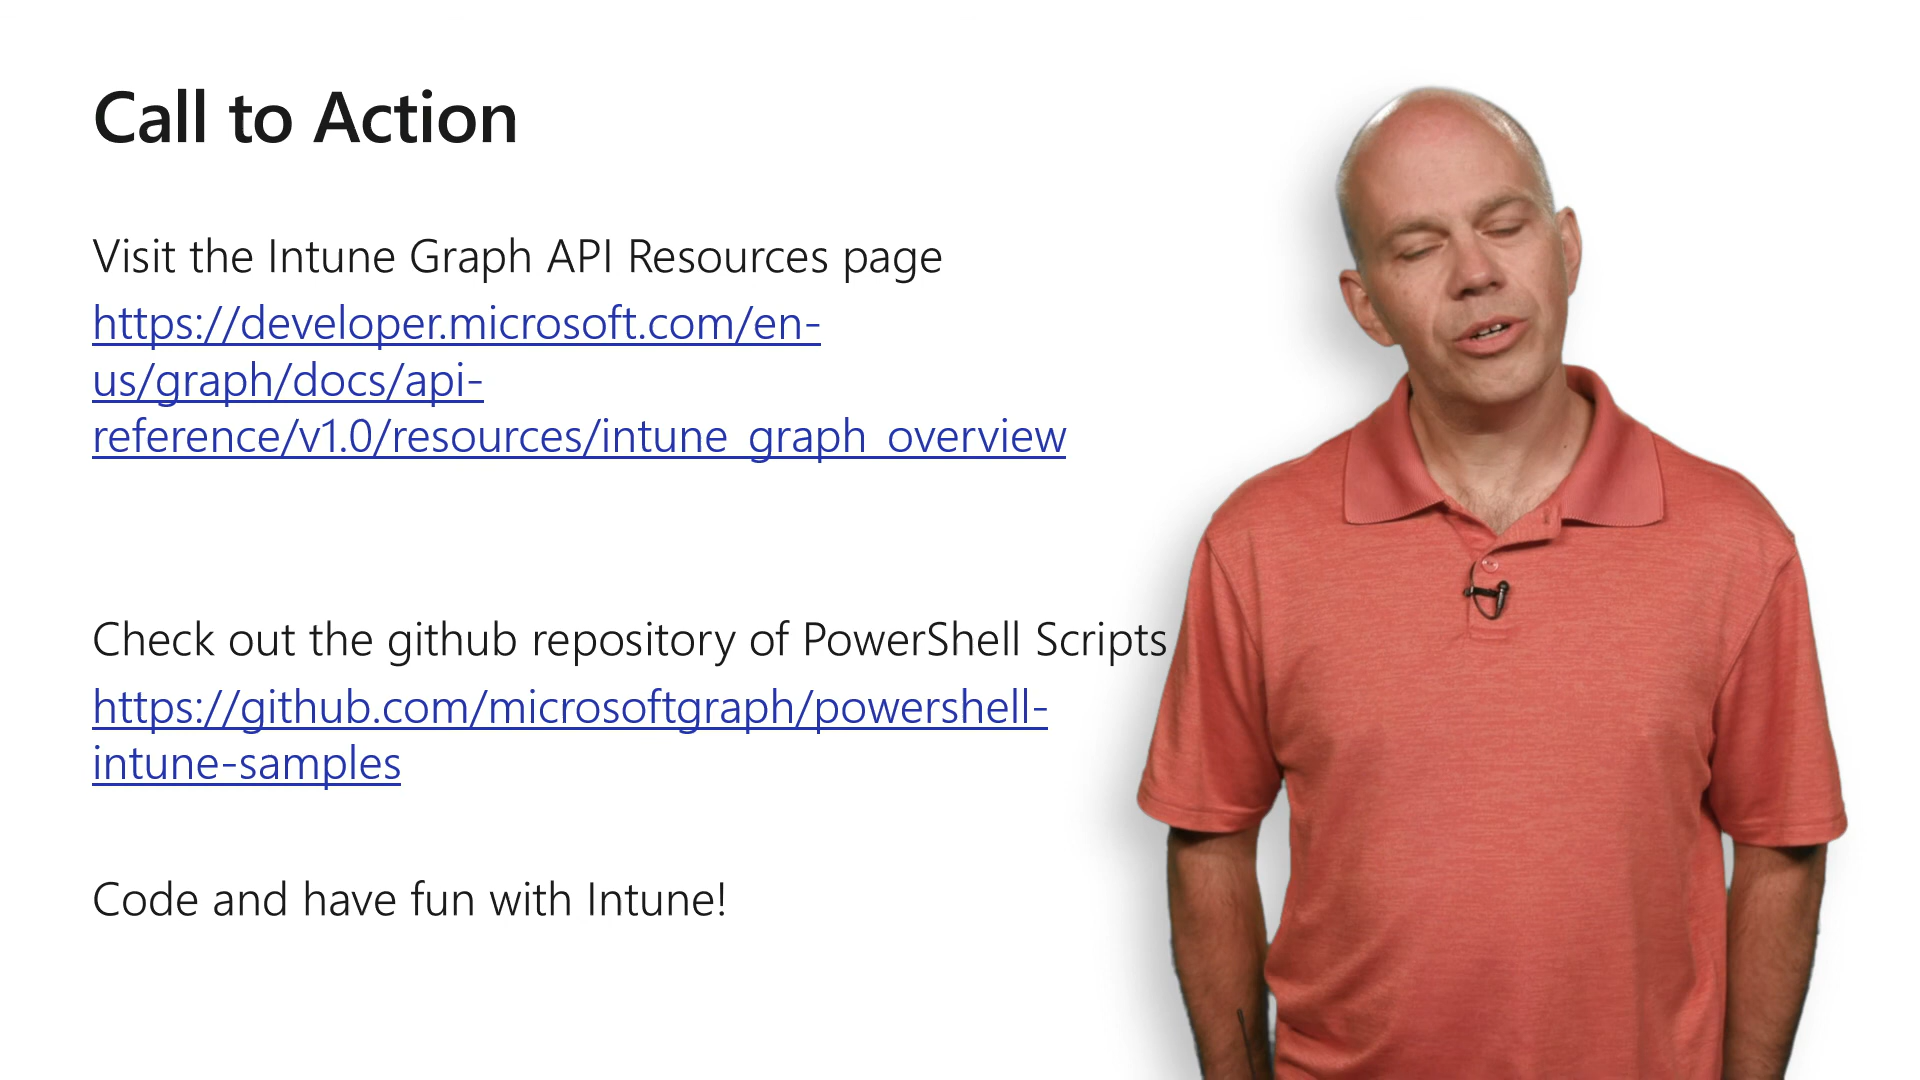 Call to Action
Visit the Intune Graph API Resources page
https://developer.microsoft.com/en-
us/graph/docs/api-
reference/v1.0/resources/intune_graph_overview
Check out the github repository of PowerShell Scripts
https://github.com/microsoftgraph/powershell-
intune-samples
Code and have fun with Intune!